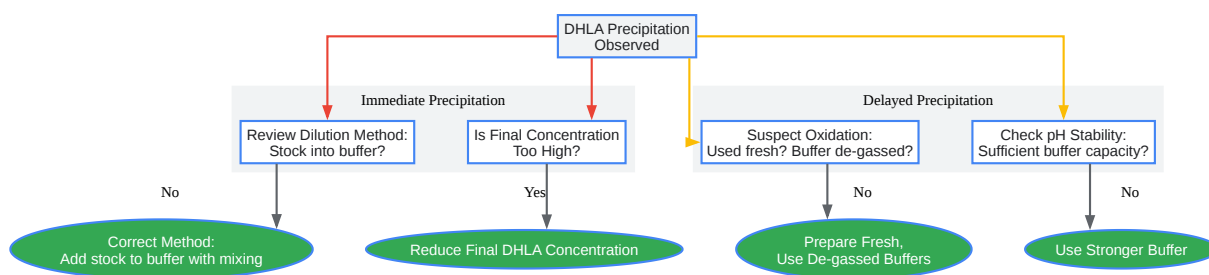 DHLA Precipitation
Observed
Immediate Precipitation
Delayed Precipitation
Review Dilution Method:
Stock into buffer?
Is Final Concentration
Too High?
Suspect Oxidation:
Used fresh? Buffer de-gassed?
Check pH Stability:
Sufficient buffer capacity?
No
Yes
No
No
Correct Method:
Add stock to buffer with mixing
Reduce Final DHLA Concentration
Prepare Fresh,
Use De-gassed Buffers
Use Stronger Buffer